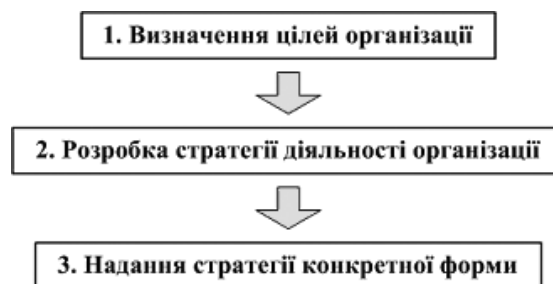 1. Визначення цілей організації
2. Розробка стратегії діяльності організації
3. Надання стратегії конкретної форми